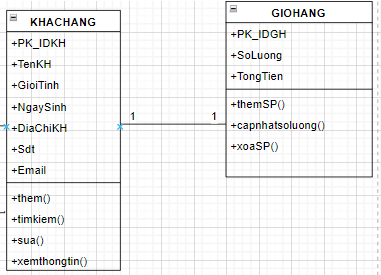 KHACHANG
+PK_IDKH
+TenKH
+GioiTinh
+NgaySinh
+DiaChiKH
+Sdt
+Email
+them()
+timkiem()
+sua()
+xemthongtin()
1
1
GIOHANG
+PK_IDGH
+SoLuong
+TongTien
+themSP()
+capnhatsoluong()
+xoaSP()